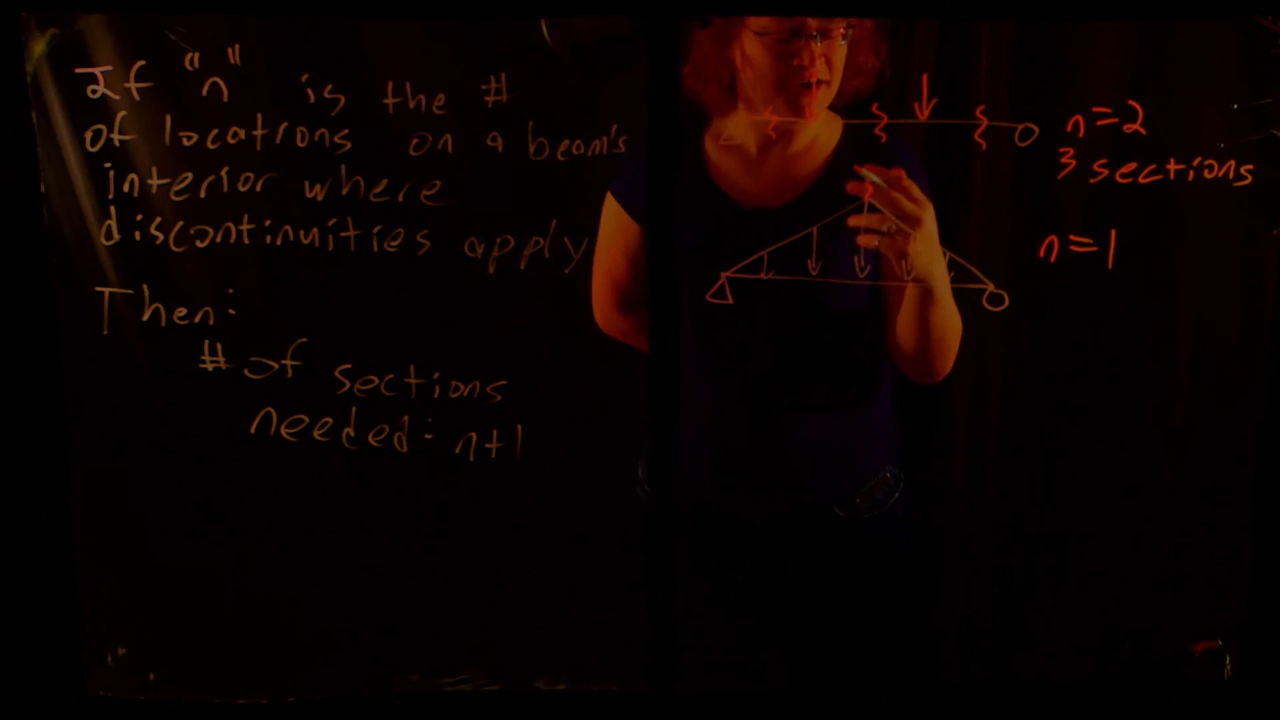 If "n" is the #
of locations on a beam's
interior where
discontinuities apply
Then:
# of sections
needed: n+1
n=2
3 sections
n=1